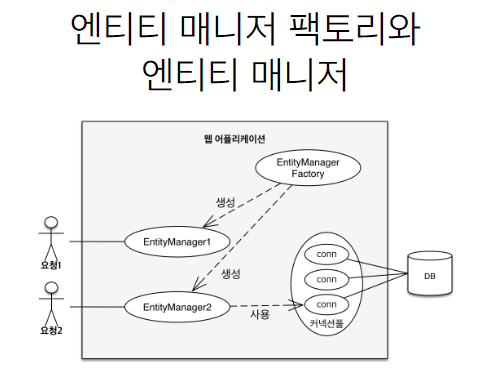 엔티티 매니저 팩토리와
엔티티 매니저
웹 어플리케이션
EntityManager
Factory
생성
EntityManager1
요청1
생성
conn
conn
DB
EntityManager2
conn
사용
커넥션풀
요청2